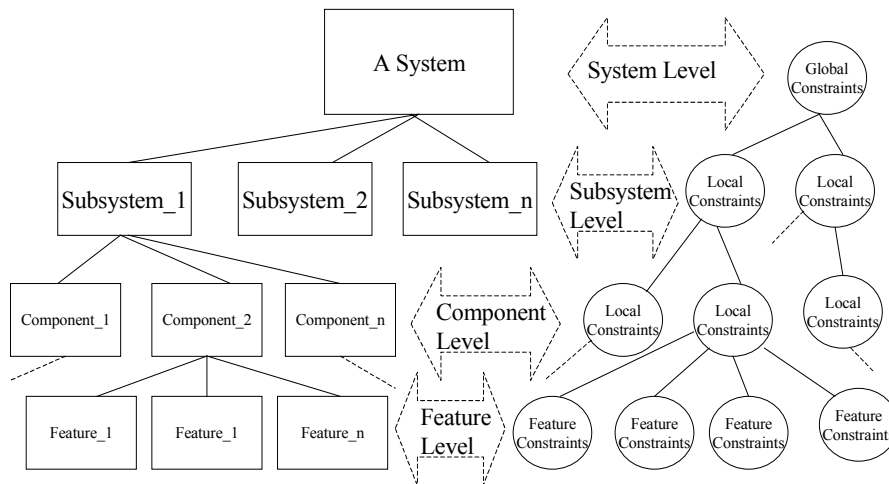 A System
System Level
Global
Constraints
Subsystem_1
Subsystem_2
Subsystem_n
Subsystem
Level
Local
Constraints
Local
Constraints
Component_1
Component_2
Component_n
Component
Level
Local
Constraints
Local
Constraints
Local
Constraints
Feature_1
Feature_1
Feature_n
Feature
Level
Feature
Constraints
Feature
Constraints
Feature
Constraints
Feature
Constraints